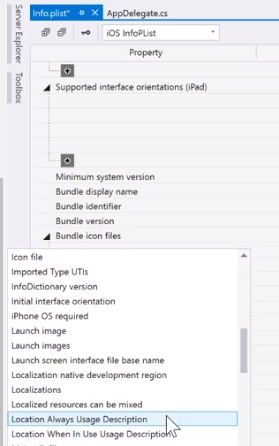 Server Explorer
Toolbox
Info.plist*
AppDelegate.cs
iOS InfoPList
Property
Supported interface orientations (iPad)
Minimum system version
Bundle display name
Bundle identifier
Bundle version
Bundle icon files
Icon file
Imported Type UTIs
InfoDictionary version
Initial interface orientation
iPhone OS required
Launch image
Launch images
Launch screen interface file base name
Localization native development region
Localizations
Localized resources can be mixed
Location Always Usage Description
Location When In Use Usage Description